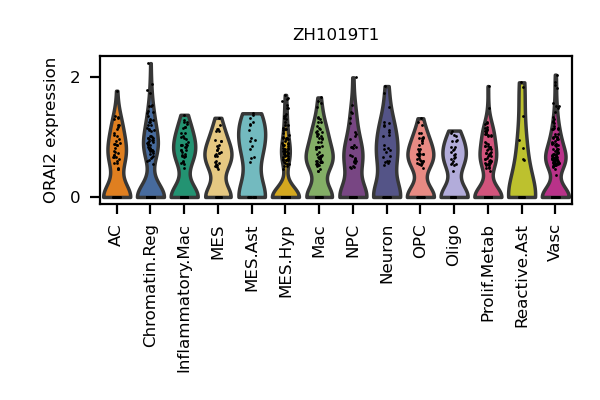 ZH1019T1
ORAI2 expression
2
0
AC
Chromatin.Reg
Inflammatory.Mac
MES
MES.Ast
MES.Hyp
Mac
NPC
Neuron
OPC
Oligo
Prolif.Metab
Reactive.Ast
Vasc